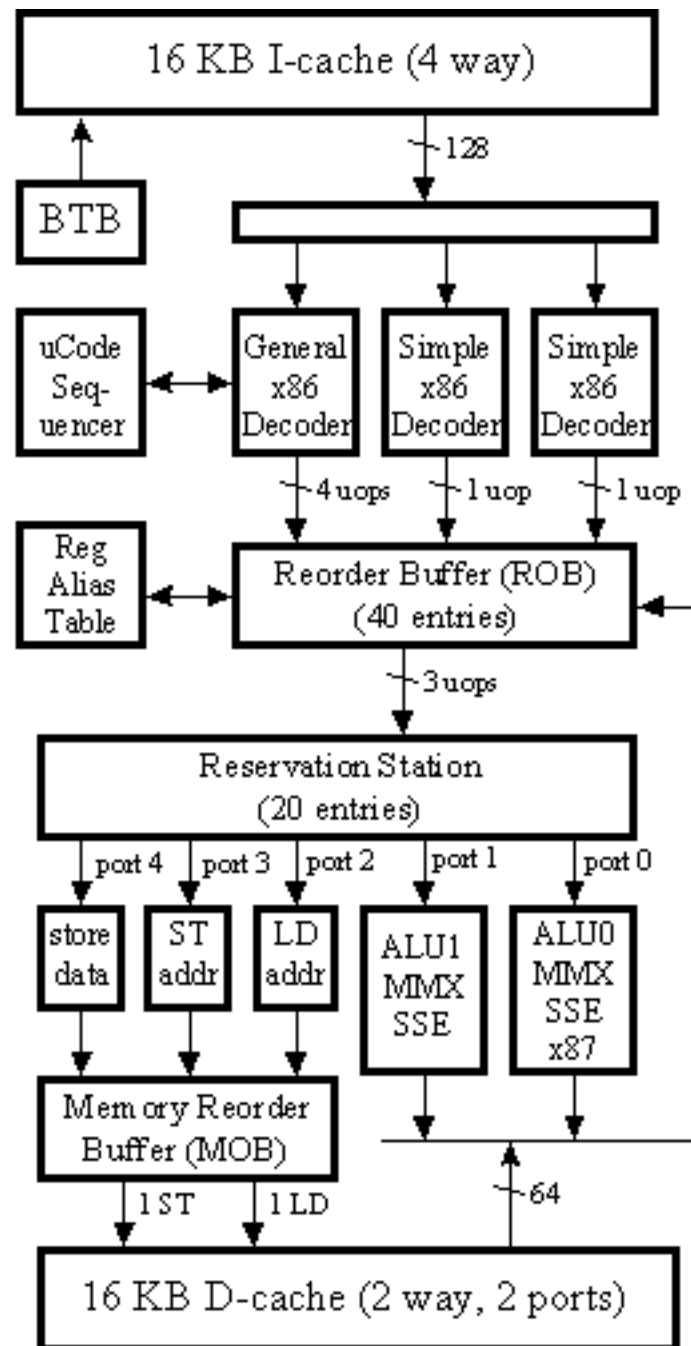 16 KB I-cache (4 way)
128
BTB
uCode
Seq-
uencer
General
x86
Decoder
Simple
x86
Decoder
Simple
x86
Decoder
4 uops
1 uop
1 uop
Reg
Alias
Table
Reorder Buffer (ROB)
(40 entries)
3 uops
Reservation Station
(20 entries)
port 4
port 3
port 2
port 1
port 0
store
data
ST
addr
LD
addr
ALU1
MMX
SSE
ALU0
MMX
SSE
x87
Memory Reorder
Buffer (MOB)
1 ST
1 LD
64
16 KB D-cache (2 way, 2 ports)